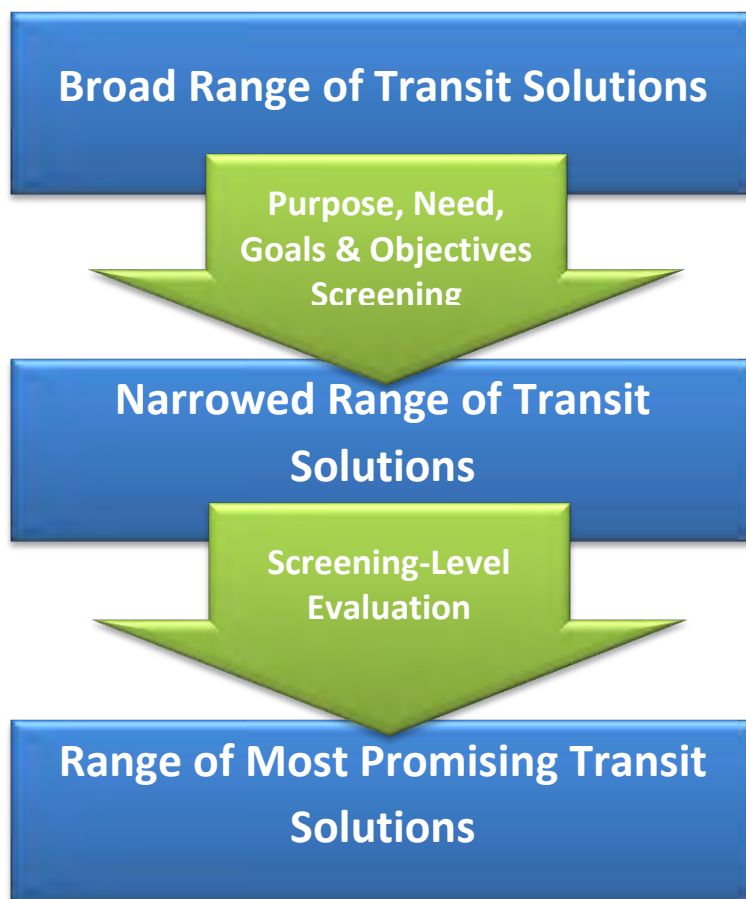 Broad Range of Transit Solutions
Purpose, Need,
Goals & Objectives
Screening
Narrowed Range of Transit
Solutions
Screening-Level
Evaluation
Range of Most Promising Transit
Solutions